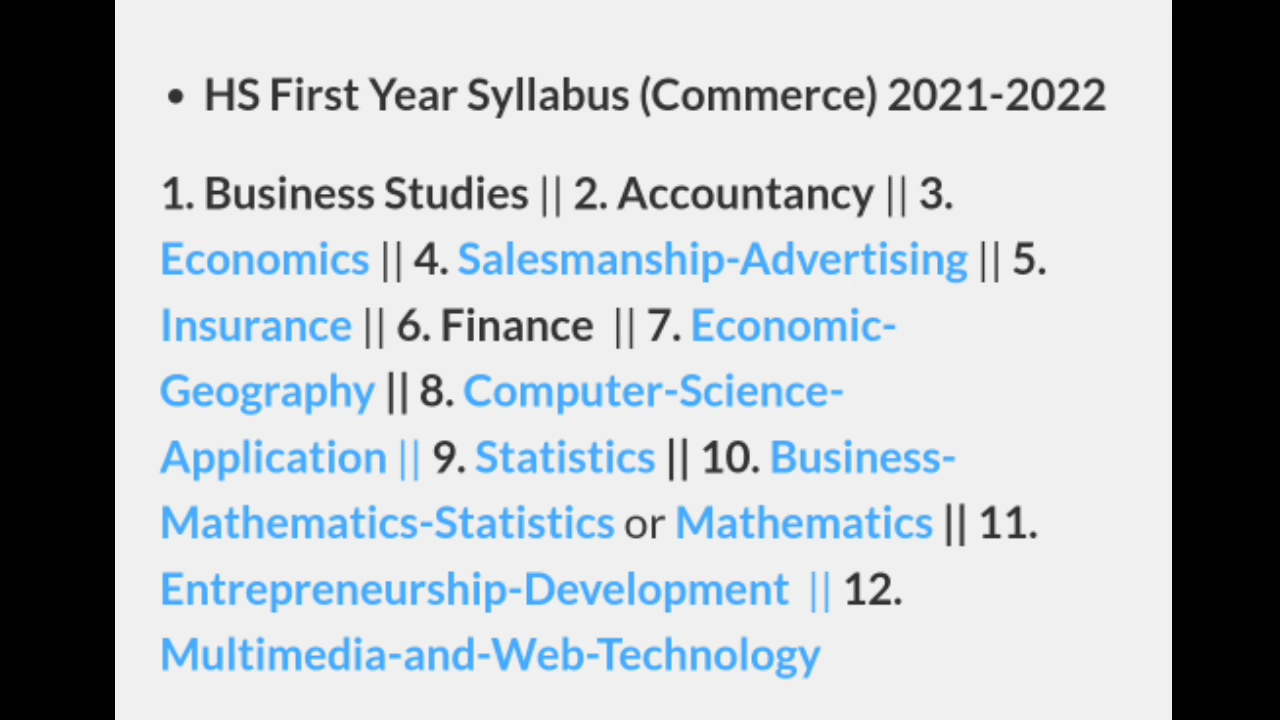 • HS First Year Syllabus (Commerce) 2021-2022
1. Business Studies || 2. Accountancy || 3.
Economics || 4. Salesmanship-Advertising || 5.
Insurance || 6. Finance || 7. Economic-
Geography || 8. Computer-Science-
Application || 9. Statistics || 10. Business-
Mathematics-Statistics or Mathematics || 11.
Entrepreneurship-Development || 12.
Multimedia-and-Web-Technology